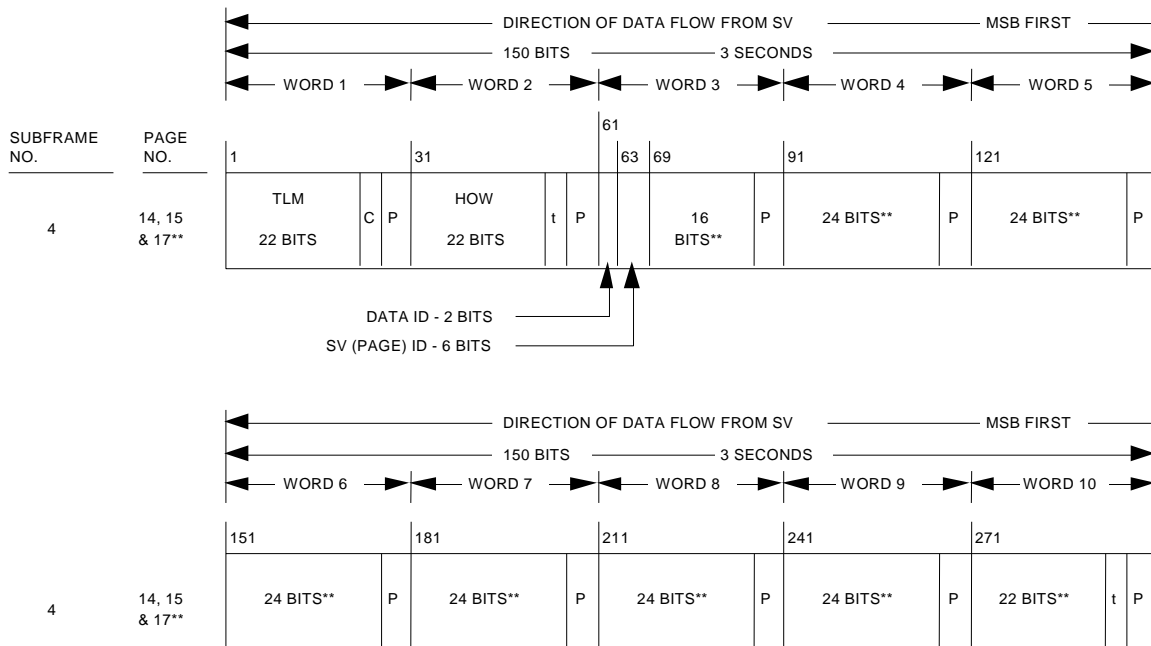 DIRECTION OF DATA FLOW FROM SV MSB FIRST
150 BITS 3 SECONDS
WORD 1 WORD 2 WORD 3 WORD 4 WORD 5
SUBFRAME NO. PAGE NO.
1 31 61 63 69 91 121
4
14, 15
& 17**
TLM
22 BITS
C P
HOW
22 BITS
t P
16
BITS**
P
24 BITS** P
24 BITS** P
DATA ID - 2 BITS
SV (PAGE) ID - 6 BITS
DIRECTION OF DATA FLOW FROM SV MSB FIRST
150 BITS 3 SECONDS
WORD 6 WORD 7 WORD 8 WORD 9 WORD 10
151 181 211 241 271
4
14, 15
& 17**
24 BITS** P 24 BITS** P 24 BITS** P 24 BITS** P 22 BITS** t P